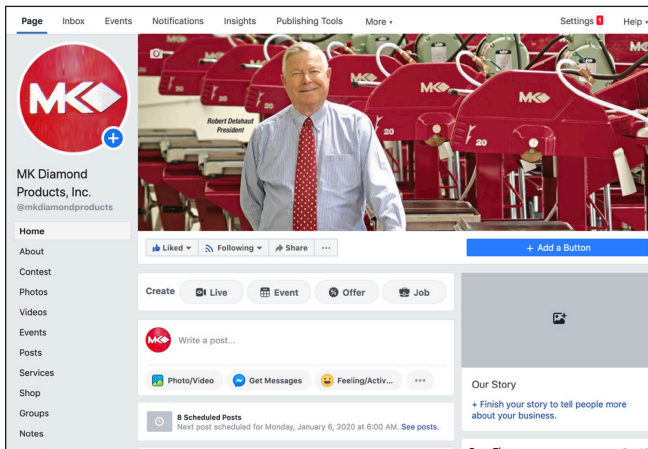 Page Inbox Events Notifications Insights Publishing Tools More Settings 1 Help
MK
MK Diamond
Products, Inc.
@mkdiamondproducts
Home
About
Contest
Photos
Videos
Events
Posts
Services
Shop
Groups
Notes
MK MK MK
20
20
20
Robert Delahaut
President
Liked Following Share ...
+ Add a Button
Create Live Event Offer Job
MK Write a post...
Photo/Video Get Messages Feeling/Activ... ...
8 Scheduled Posts
Next post scheduled for Monday, January 6, 2020 at 6:00 AM. See posts.
Our Story
+ Finish your story to tell people more
about your business.